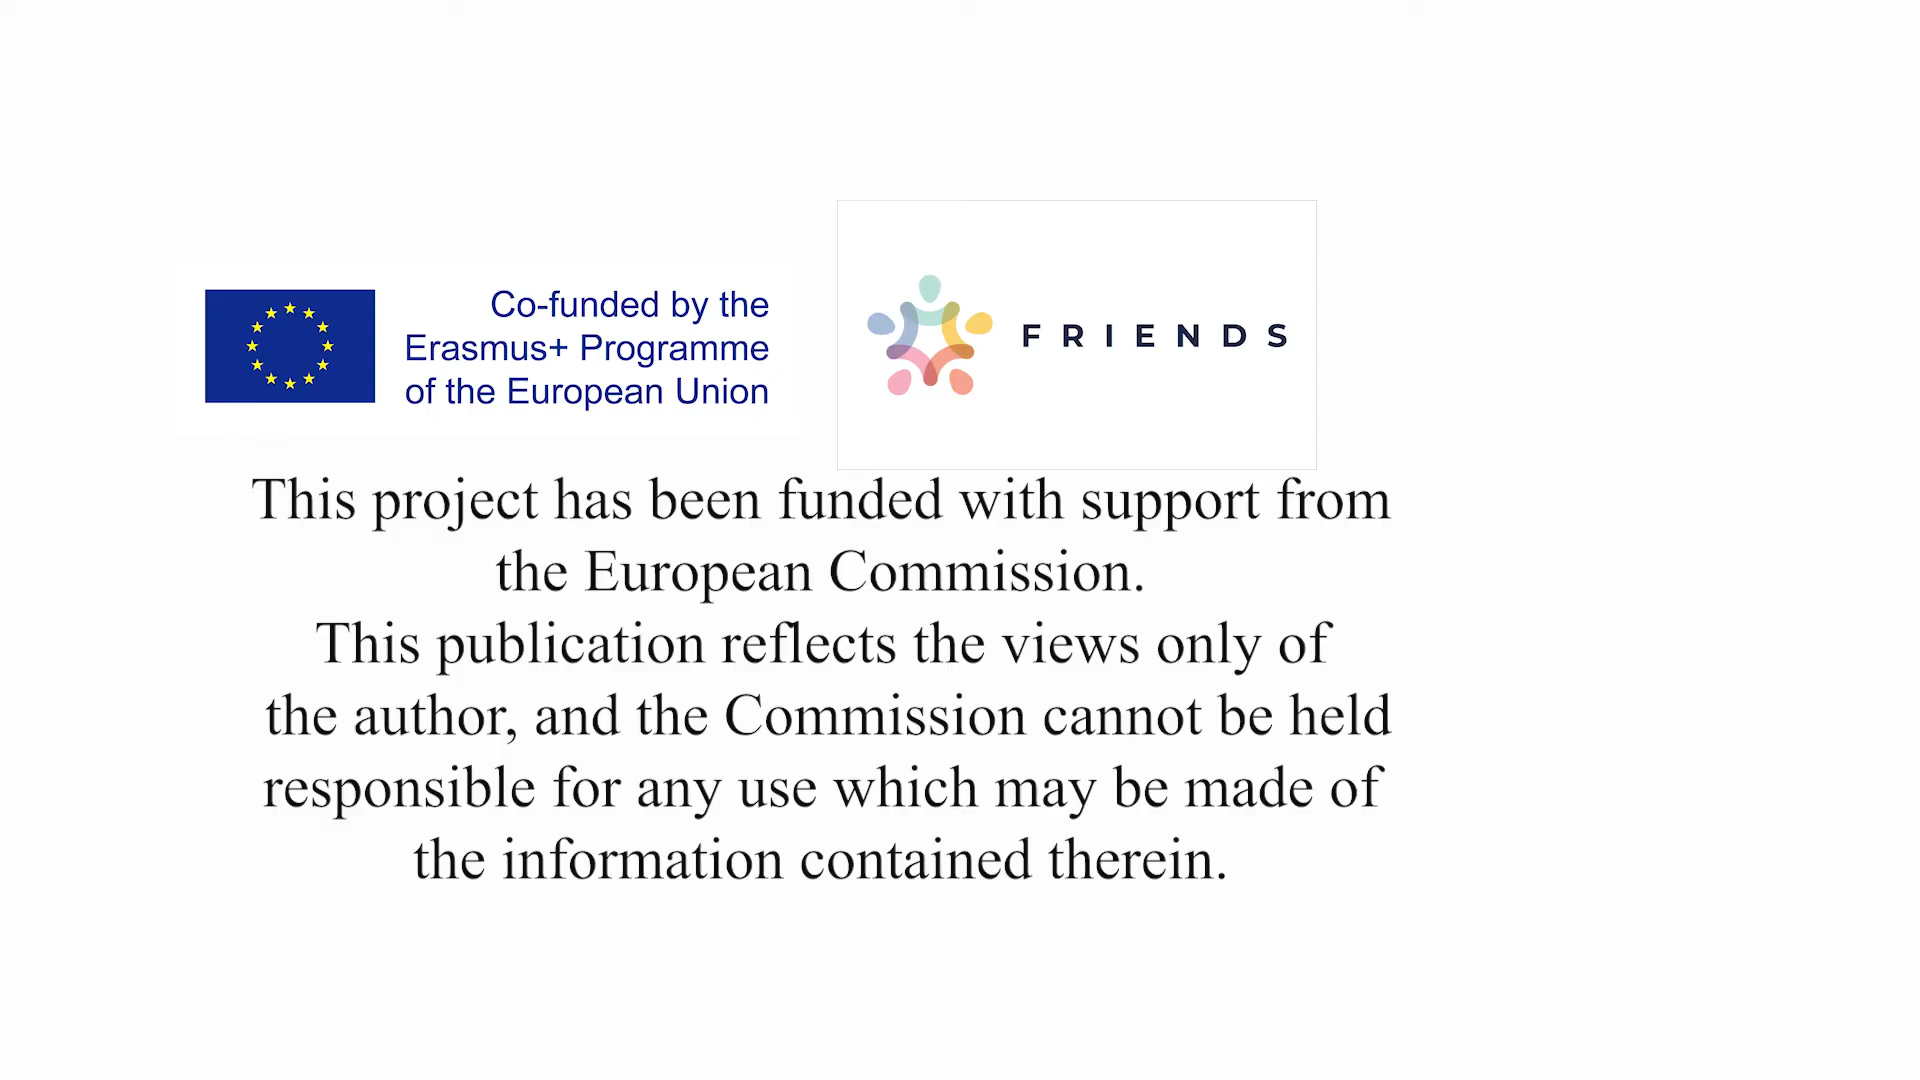 Co-funded by the
Erasmus+ Programme
of the European Union
FRIENDS
This project has been funded with support from
the European Commission.
This publication reflects the views only of
the author, and the Commission cannot be held
responsible for any use which may be made of
the information contained therein.